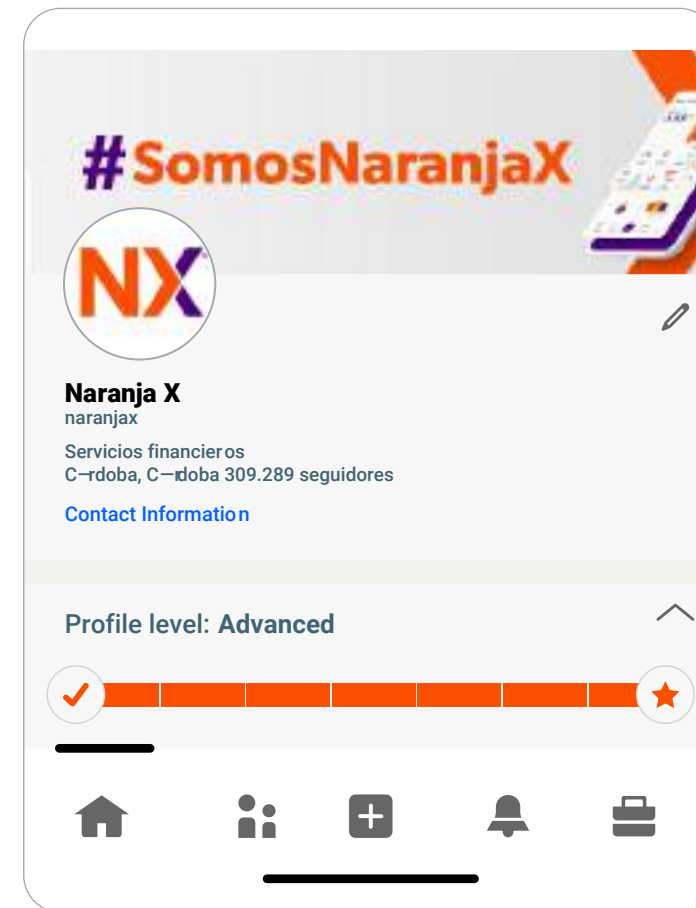 #SomosNaranjaX
NX
Naranja X
naranjax
Servicios financieros
C—rdoba, C—rdoba 309.289 seguidores
Contact Information
Profile level: Advanced